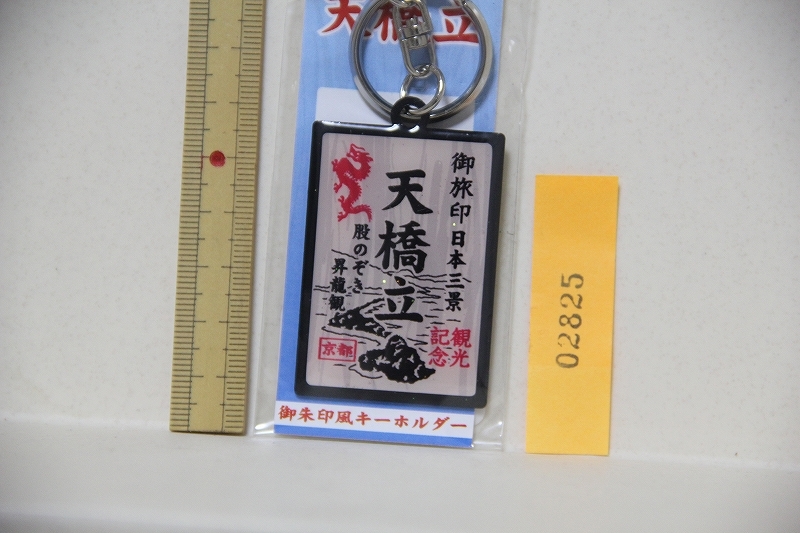 天橋立
御旅印 日本三景
天橋立
股のぞき
昇龍観
観光
記念
京都
御朱印風キーホルダー
02825